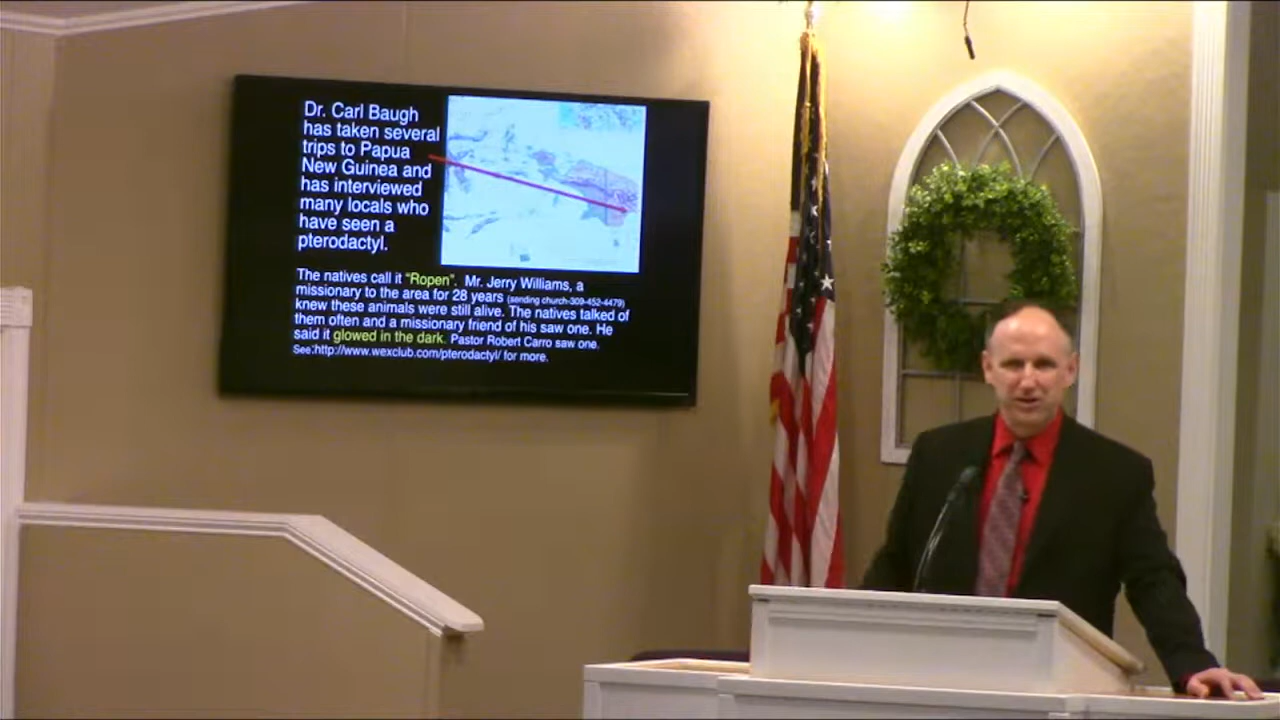 Dr. Carl Baugh
has taken several
trips to Papua
New Guinea and
has interviewed
many locals who
have seen a
pterodactyl.
The natives call it "Ropen". Mr. Jerry Williams, a
missionary to the area for 28 years (sending church-309-452-4479)
knew these animals were still alive. The natives talked of
them often and a missionary friend of his saw one. He
said it glowed in the dark. Pastor Robert Carro saw one.
See:http://www.wexclub.com/pterodactyl/ for more.